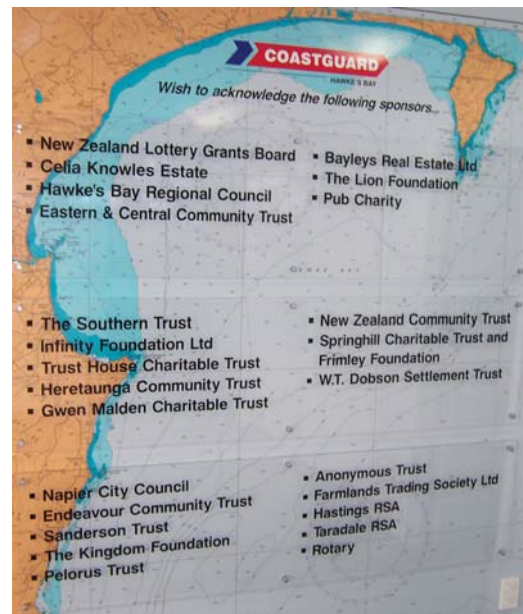 COASTGUARD
HAWKE'S BAY
Wish to acknowledge the following sponsors...
▪ New Zealand Lottery Grants Board
▪ Celia Knowles Estate
▪ Hawke's Bay Regional Council
▪ Eastern & Central Community Trust
▪ Bayleys Real Estate Ltd
▪ The Lion Foundation
▪ Pub Charity
▪ The Southern Trust
▪ Infinity Foundation Ltd
▪ Trust House Charitable Trust
▪ Heretaunga Community Trust
▪ Gwen Malden Charitable Trust
▪ New Zealand Community Trust
▪ Springhill Charitable Trust and
Frimley Foundation
▪ W.T. Dobson Settlement Trust
▪ Napier City Council
▪ Endeavour Community Trust
▪ Sanderson Trust
▪ The Kingdom Foundation
▪ Pelorus Trust
▪ Anonymous Trust
▪ Farmlands Trading Society Ltd
▪ Hastings RSA
▪ Taradale RSA
▪ Rotary